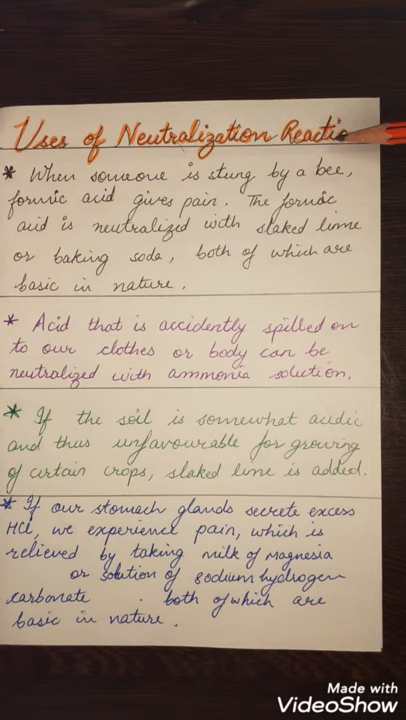 Uses of Neutralization Reactio
* When someone is stung by a bee,
formic acid gives pain. The formic
acid is neutralized with slaked lime
or baking soda, both of which are
basic in nature.
* Acid that is accidently spilled on
to our clothes or body can be
neutralized with ammonia solution.
* If the soil is somewhat acidic
and thus unfavourable for growing
of certain crops, slaked lime is added.
* If our stomach glands secrete excess
HCl, we experience pain, which is
relieved by taking milk of magnesia
or solution of sodium hydrogen
carbonate . both of which are
basic in nature.
Made with
VideoShow